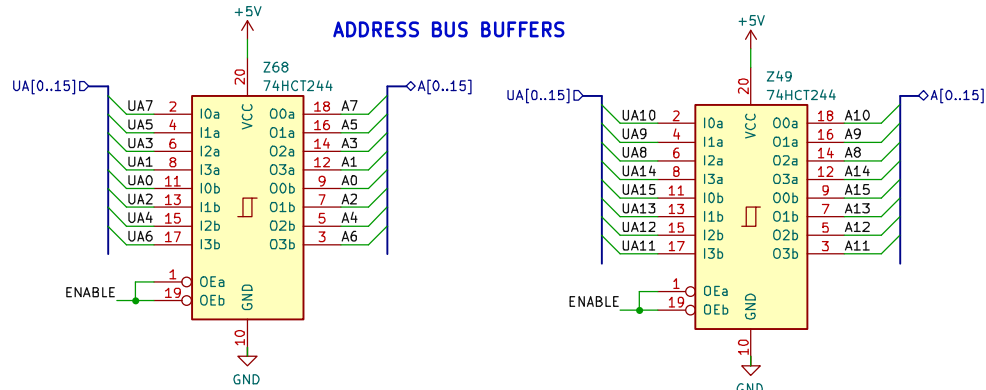 ADDRESS BUS BUFFERS
+5V
Z68
74HCT244
UA[0..15]
A[0..15]
20
VCC
UA7 2 I0a O0a 18 A7
UA5 4 I1a O1a 16 A5
UA3 6 I2a O2a 14 A3
UA1 8 I3a O3a 12 A1
UA0 11 I0b O0b 9 A0
UA2 13 I1b O1b 7 A2
UA4 15 I2b O2b 5 A4
UA6 17 I3b O3b 3 A6
1 OEa
ENABLE 19 OEb
GND
10
GND
+5V
Z49
74HCT244
UA[0..15]
A[0..15]
20
VCC
UA10 2 I0a O0a 18 A10
UA9 4 I1a O1a 16 A9
UA8 6 I2a O2a 14 A8
UA14 8 I3a O3a 12 A14
UA15 11 I0b O0b 9 A15
UA13 13 I1b O1b 7 A13
UA12 15 I2b O2b 5 A12
UA11 17 I3b O3b 3 A11
1 OEa
ENABLE 19 OEb
GND
10
GND